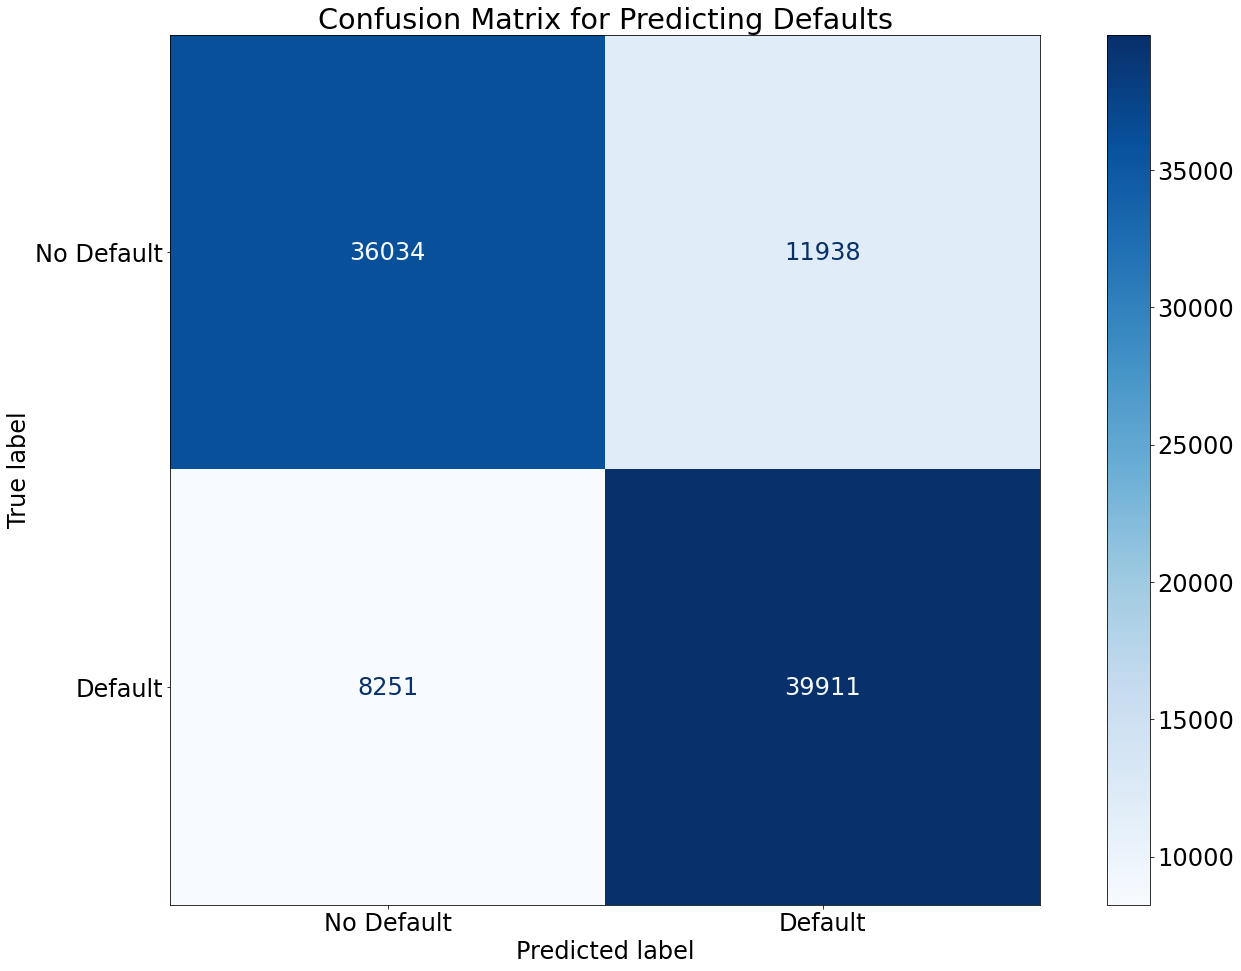 Confusion Matrix for Predicting Defaults
No Default
36034
11938
Default
8251
39911
True label
No Default
Default
Predicted label
35000
30000
25000
20000
15000
10000